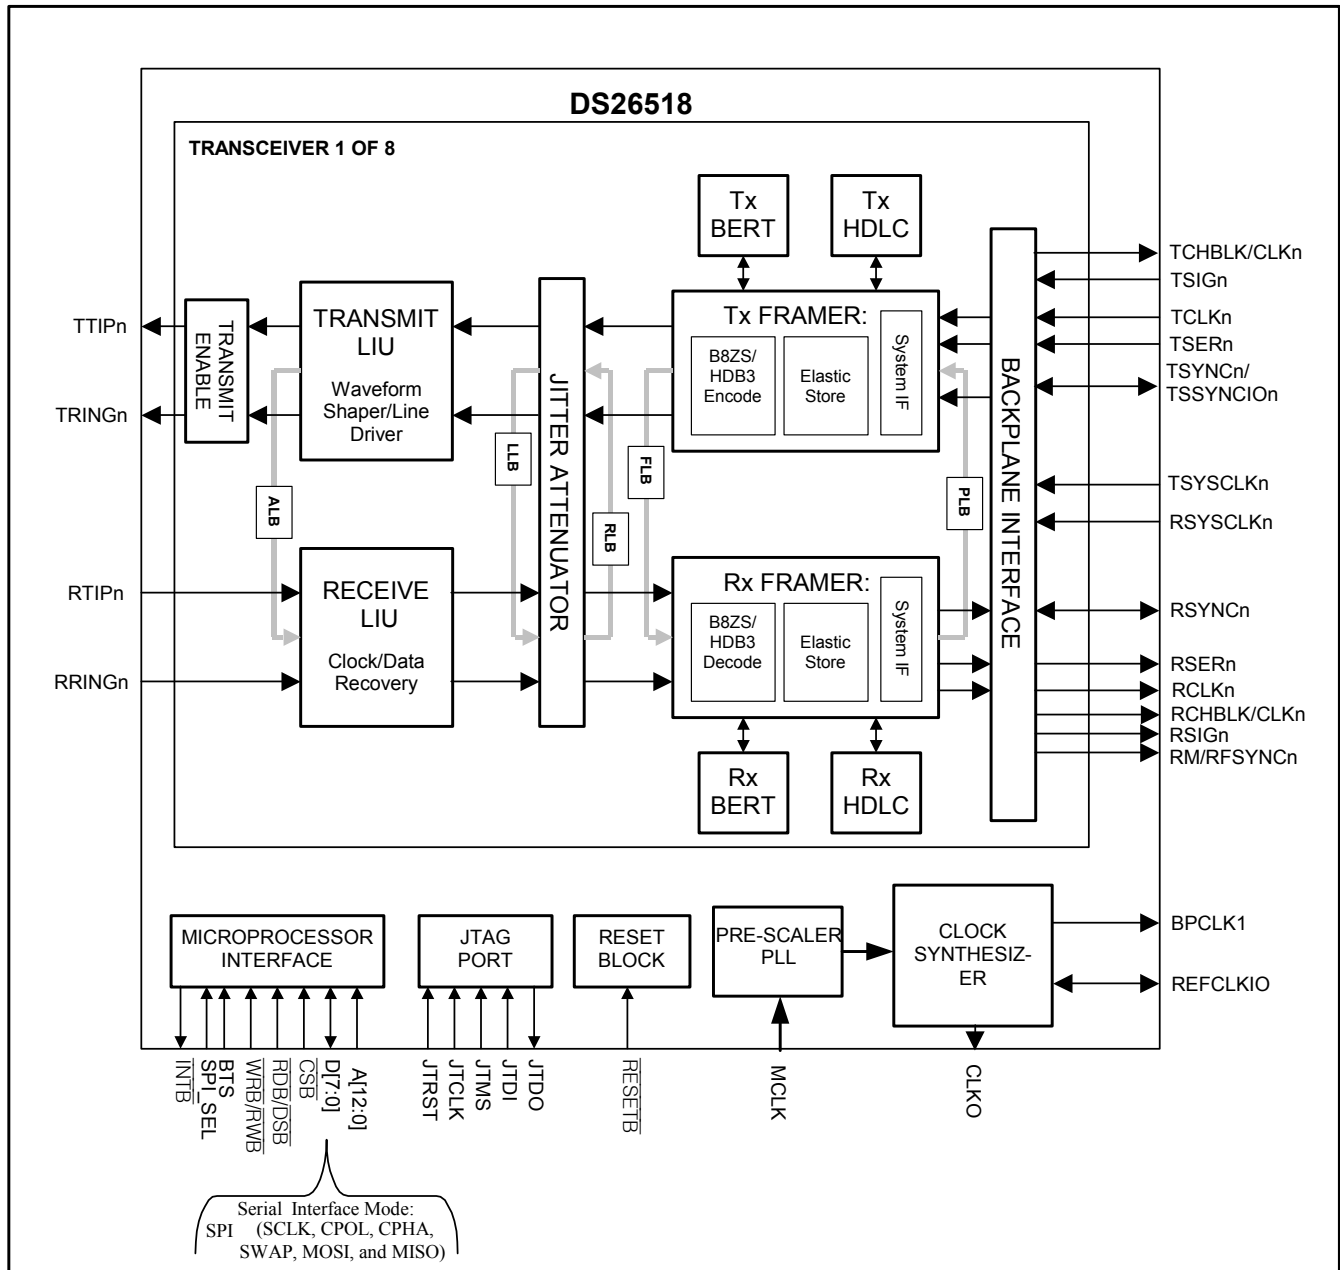 DS26518
TRANSCEIVER 1 OF 8
Tx
BERT
Tx
HDLC
TCHBLK/CLKn
TSIGn
TCLKn
TSERn
TSYNCn/
TSSYNCIOn
TSYSCLKn
RSYSCLKn
RSYNCn
RSERn
RCLKn
RCHBLK/CLKn
RSIGn
RM/RFSYNCn
TTIPn
TRINGn
TRANSMIT
ENABLE
TRANSMIT
LIU
Waveform
Shaper/Line
Driver
JITTER ATTENUATOR
Tx FRAMER:
B8ZS/
HDB3
Encode
Elastic
Store
System IF
BACKPLANE INTERFACE
ALB
LLB
RLB
FLB
PLB
RTIPn
RRINGn
RECEIVE
LIU
Clock/Data
Recovery
Rx FRAMER:
B8ZS/
HDB3
Decode
Elastic
Store
System IF
Rx
BERT
Rx
HDLC
MICROPROCESSOR
INTERFACE
JTAG
PORT
RESET
BLOCK
PRE-SCALER
PLL
CLOCK
SYNTHESIZ-
ER
BPCLK1
REFCLKIO
INTB
SPI_SEL
BTS
WRB/RWB
RDB/DSB
CSB
D[7:0]
A[12:0]
JTRST
JTCLK
JTMS
JTDI
JTDO
RESETB
MCLK
CLKO
Serial Interface Mode:
SPI (SCLK, CPOL, CPHA,
SWAP, MOSI, and MISO)